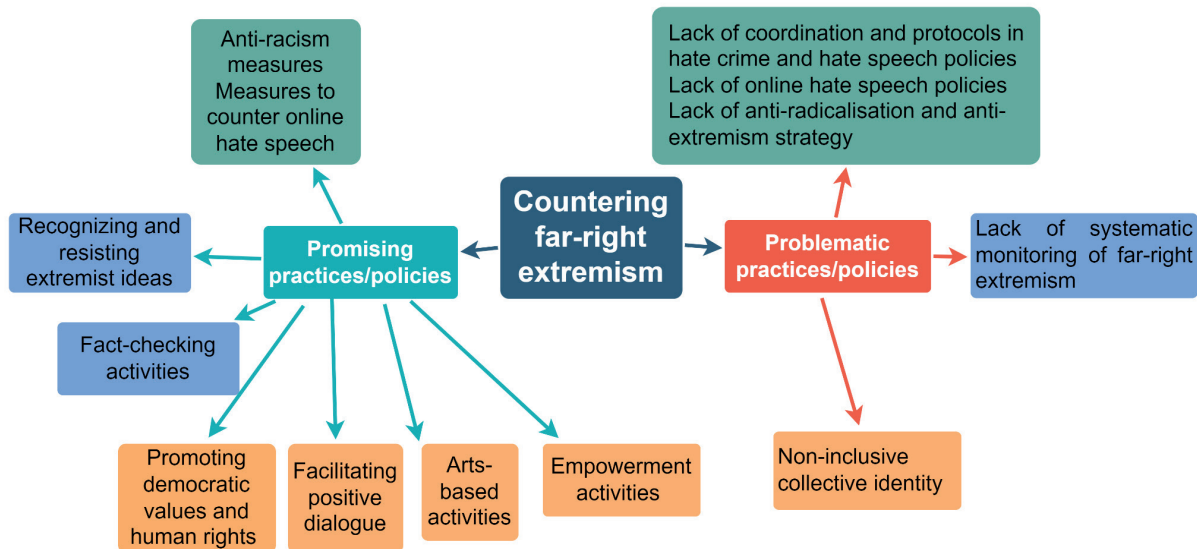 Anti-racism
measures
Measures to
counter online
hate speech
Lack of coordination and protocols in
hate crime and hate speech policies
Lack of online hate speech policies
Lack of anti-radicalisation and anti-
extremism strategy
Countering
far-right
extremism
Recognizing and
resisting
extremist ideas
Promising
practices/policies
Problematic
practices/policies
Lack of systematic
monitoring of far-right
extremism
Fact-checking
activities
Promoting
democratic
values and
human rights
Facilitating
positive
dialogue
Arts-
based
activities
Empowerment
activities
Non-inclusive
collective identity